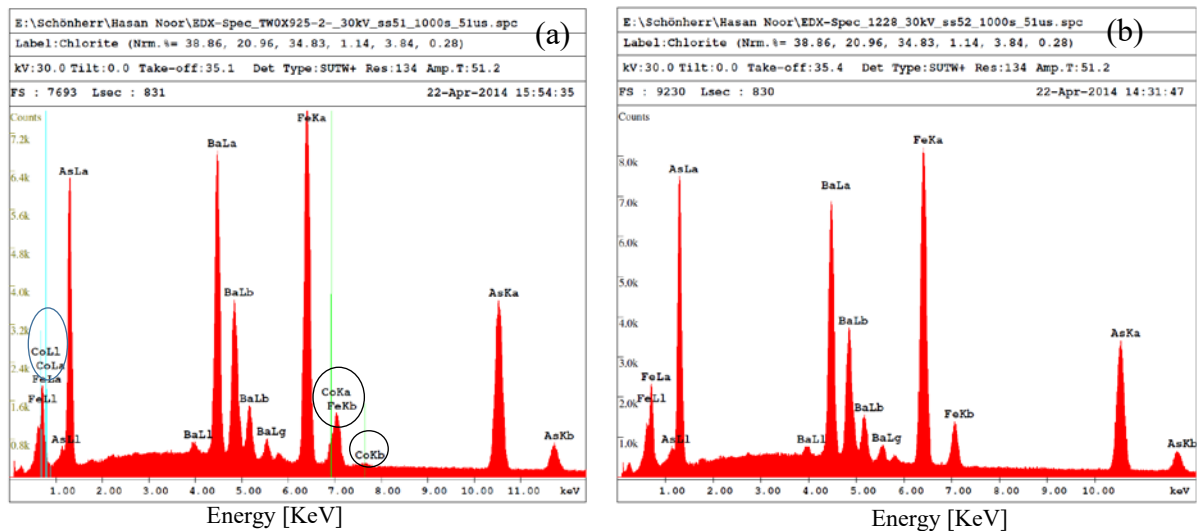 E:\Schönherr\Hasan Noor\EDX-Spec_TW0X925-2-_30kV_ss51_1000s_51us.spc
Label:Chlorite (Nrm.%= 38.86, 20.96, 34.83, 1.14, 3.84, 0.28)
(a)
kV:30.0 Tilt:0.0 Take-off:35.1 Det Type:SUTW+ Res:134 Amp.T:51.2
FS : 7693 Lsec : 831 22-Apr-2014 15:54:35
Counts
7.2k
6.4k
3.6k
4.8k
4.0k
3.2k
2.4k
1.6k
0.8k
FeKa
BaLa
AsLa
BaLb
AsKa
CoLl
CoLa
FeLa
FeLl
CoKa
FeKb
BaLb
AsLl
BaLl
BaLg
CoKb
AsKb
1.00 2.00 3.00 4.00 5.00 6.00 7.00 8.00 9.00 10.00 11.00 keV
Energy [KeV]
E:\Schönherr\Hasan Noor\EDX-Spec_1228_30kV_ss52_1000s_51us.spc
Label:Chlorite (Nrm.%= 38.86, 20.96, 34.83, 1.14, 3.84, 0.28)
(b)
kV:30.0 Tilt:0.0 Take-off:35.4 Det Type:SUTW+ Res:134 Amp.T:51.2
FS : 9230 Lsec : 830 22-Apr-2014 14:31:47
Counts
8.0k
7.0k
6.0k
5.0k
4.0k
3.0k
2.0k
1.0k
FeKa
AsLa
BaLa
BaLb
AsKa
FeLa
FeLl
BaLb
FeKb
AsLl
BaLl
BaLg
AsKb
1.00 2.00 3.00 4.00 5.00 6.00 7.00 8.00 9.00 10.00 keV
Energy [KeV]